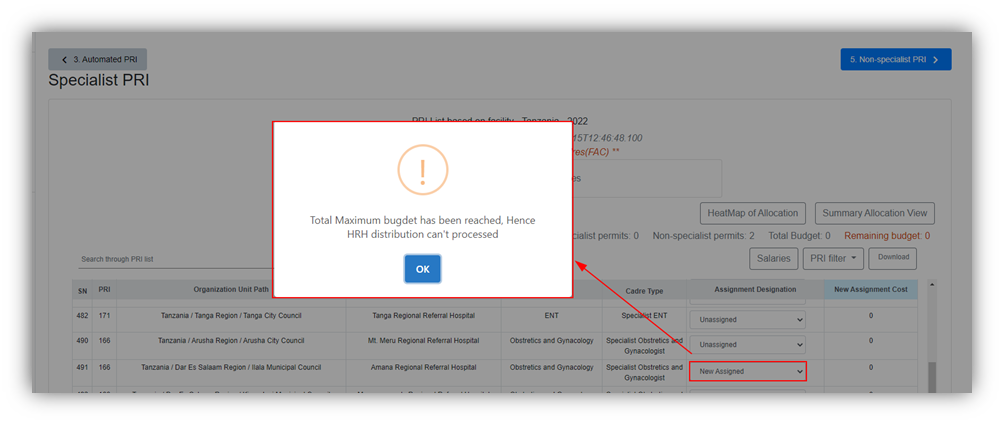 3. Automated PRI
5. Non-specialist PRI
Specialist PRI
PRI List based on facility - Tanzania - 2022
15T12:46:48.100
res(FAC) **
es
Total Maximum bugdet has been reached, Hence
HRH distribution can't processed
OK
HeatMap of Allocation
Summary Allocation View
cialist permits: 0 Non-specialist permits: 2 Total Budget: 0 Remaining budget: 0
Search through PRI list
Salaries
PRI filter
Download
SN PRI Organization Unit Path Cadre Type Assignment Designation New Assignment Cost
482 171 Tanzania / Tanga Region / Tanga City Council Tanga Regional Referral Hospital ENT Specialist ENT Unassigned 0
490 166 Tanzania / Arusha Region / Arusha City Council Mt. Meru Regional Referral Hospital Obstetrics and Gynacology Specialist Obstetrics and Gynacologist Unassigned 0
491 166 Tanzania / Dar Es Salaam Region / Ilala Municipal Council Amana Regional Referral Hospital Obstetrics and Gynacology Specialist Obstetrics and Gynacologist New Assigned 0